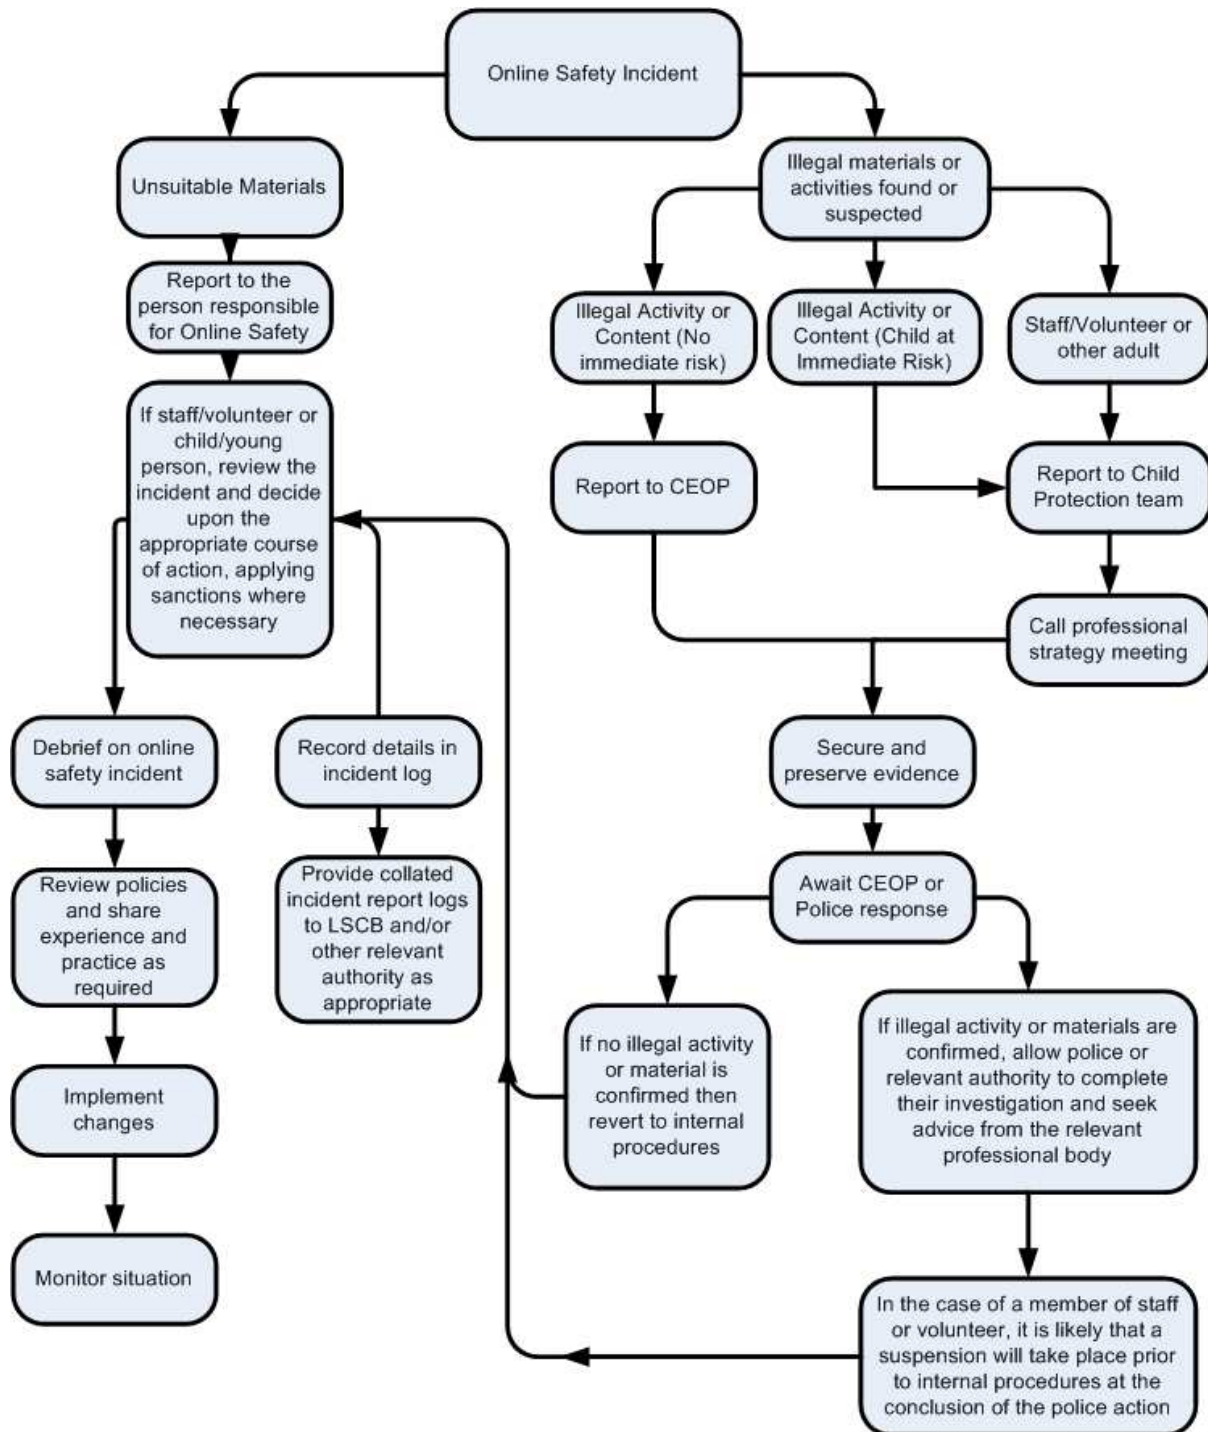 Online Safety Incident
Unsuitable Materials
Illegal materials or
activities found or
suspected
Report to the
person responsible
for Online Safety
Illegal Activity or
Content (No
immediate risk)
Illegal Activity or
Content (Child at
Immediate Risk)
Staff/Volunteer or
other adult
If staff/volunteer or
child/young
person, review the
incident and decide
upon the
appropriate course
of action, applying
sanctions where
necessary
Report to CEOP
Report to Child
Protection team
Call professional
strategy meeting
Debrief on online
safety incident
Record details in
incident log
Secure and
preserve evidence
Review policies
and share
experience and
practice as
required
Provide collated
incident report logs
to LSCB and/or
other relevant
authority as
appropriate
Await CEOP or
Police response
If no illegal activity
or material is
confirmed then
revert to internal
procedures
If illegal activity or materials are
confirmed, allow police or
relevant authority to complete
their investigation and seek
advice from the relevant
professional body
Implement
changes
Monitor situation
In the case of a member of staff
or volunteer, it is likely that a
suspension will take place prior
to internal procedures at the
conclusion of the police action